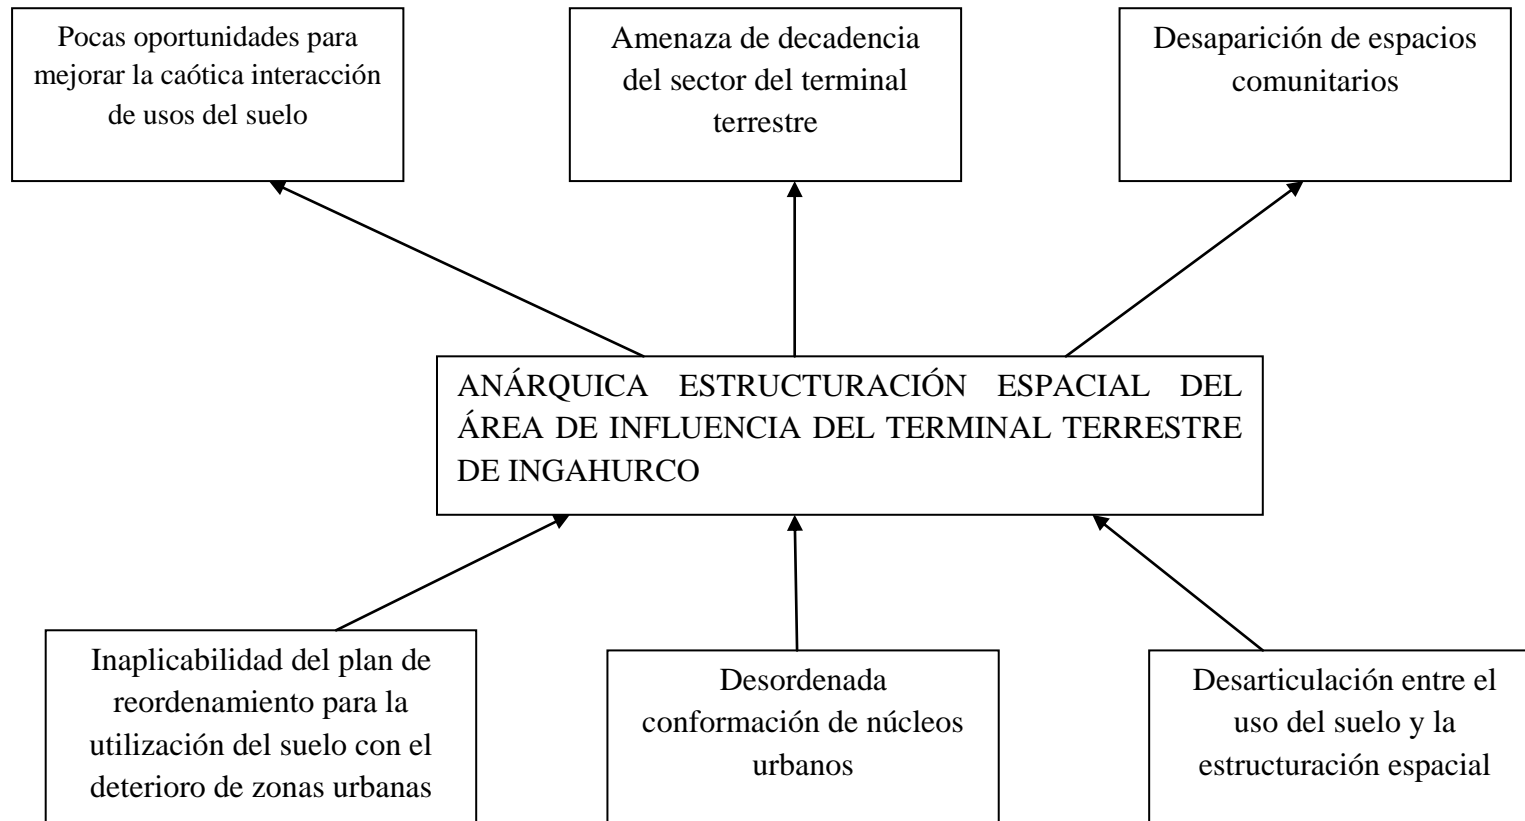 Pocas oportunidades para
mejorar la caótica interacción
de usos del suelo
Amenaza de decadencia
del sector del terminal
terrestre
Desaparición de espacios
comunitarios
ANÁRQUICA ESTRUCTURACIÓN ESPACIAL DEL
ÁREA DE INFLUENCIA DEL TERMINAL TERRESTRE
DE INGAHURCO
Inaplicabilidad del plan de
reordenamiento para la
utilización del suelo con el
deterioro de zonas urbanas
Desordenada
conformación de núcleos
urbanos
Desarticulación entre el
uso del suelo y la
estructuración espacial